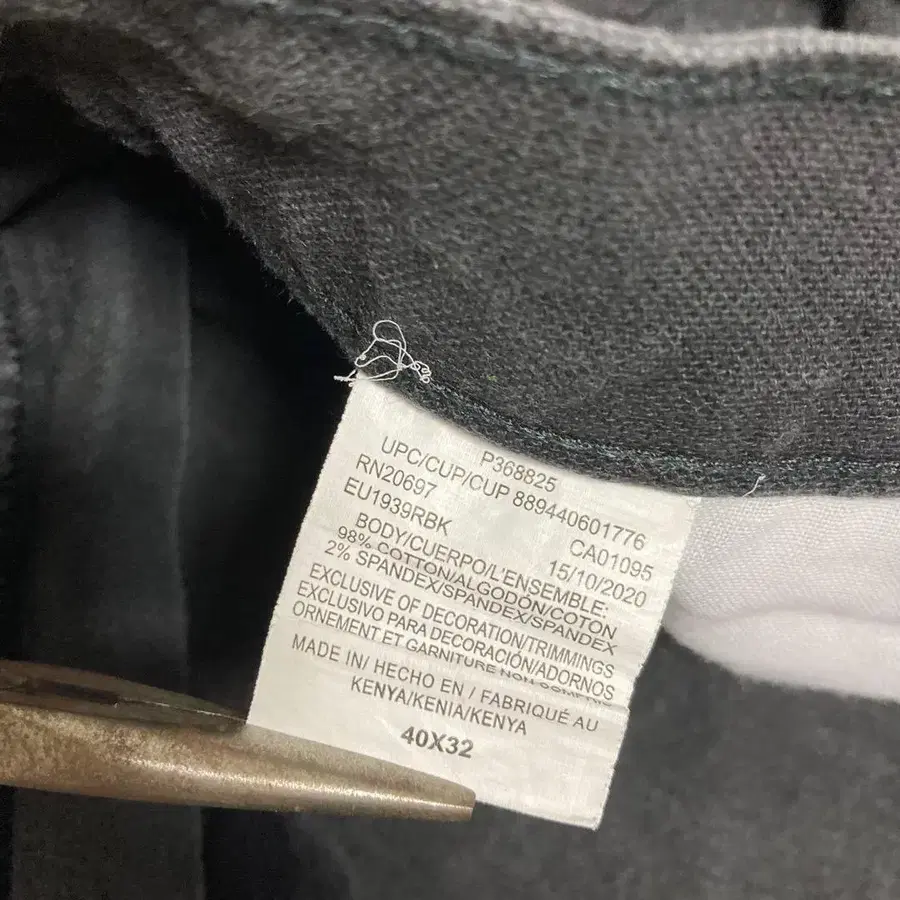 P368825
UPC/CUP/CUP 889440601776
RN20697 CA01095
EU1939RBK 15/10/2020
BODY/CUERPO/L'ENSEMBLE:
98% COTTON/ALGODÓN/COTON
2% SPANDEX/SPANDEX/SPANDEX
EXCLUSIVE OF DECORATION/TRIMMINGS
EXCLUSIVO PARA DECORACIÓN/ADORNOS
ORNEMENT ET GARNITURE NON COMPRIS
MADE IN/ HECHO EN / FABRIQUÉ AU
KENYA/KENIA/KENYA
40X32